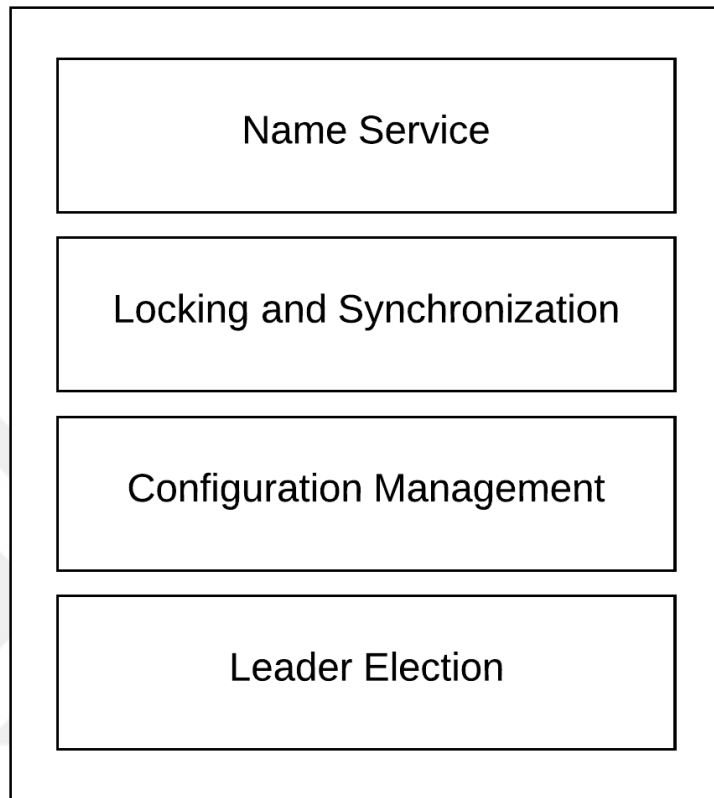 Name Service
Locking and Synchronization
Configuration Management
Leader Election